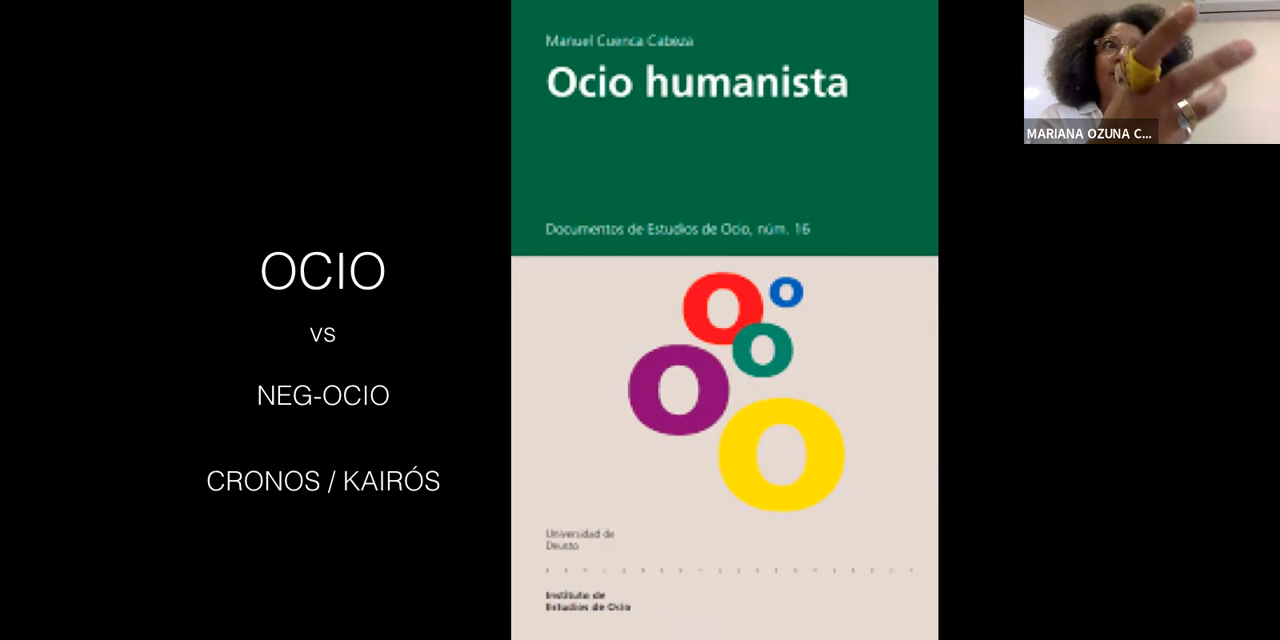 OCIO
vs
NEG-OCIO
CRONOS / KAIRÓS
Manuel Cuenca Cabeza
Ocio humanista
Documentos de Estudios de Ocio, núm. 16
o
o
o
o
o
Universidad de
Deusto
Instituto de
Estudios de Ocio
MARIANA OZUNA C...